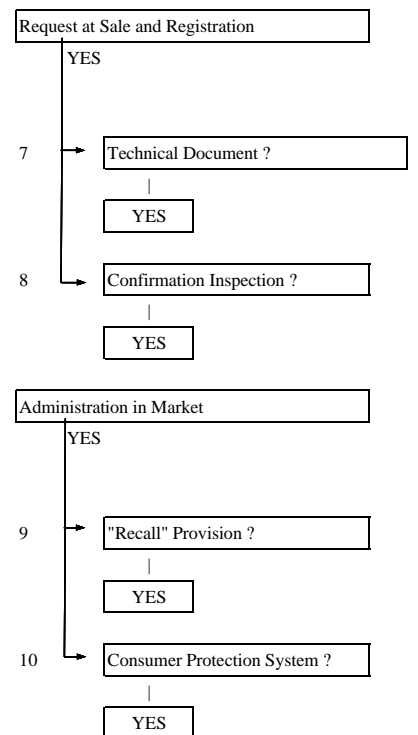 Request at Sale and Registration
YES
7 Technical Document ?
YES
8 Confirmation Inspection ?
YES
Administration in Market
YES
9 "Recall" Provision ?
YES
10 Consumer Protection System ?
YES